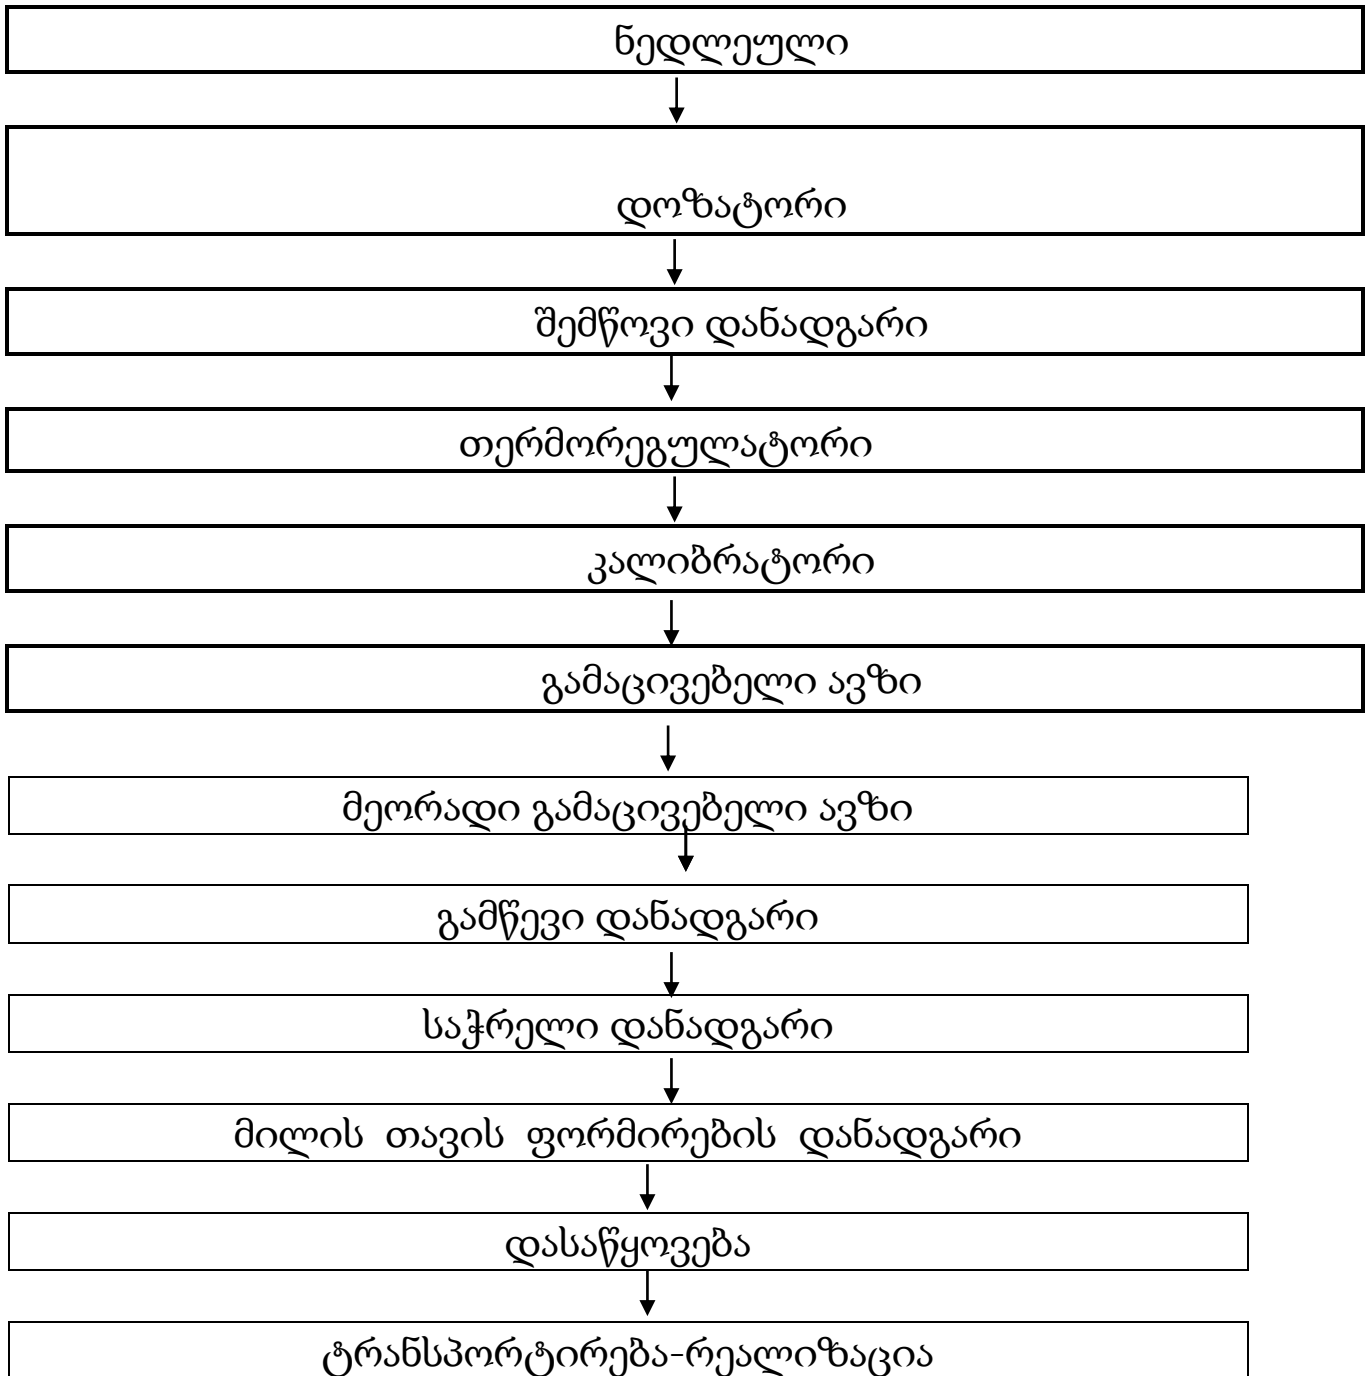 ნედლეული
დოზატორი
შემწოვი დანადგარი
თერმორეგულატორი
კალიბრატორი
გამაცივებელი ავზი
მეორადი გამაცივებელი ავზი
გამწევი დანადგარი
საჭრელი დანადგარი
მილის თავის ფორმირების დანადგარი
დასაწყოვება
ტრანსპორტირება-რეალიზაცია